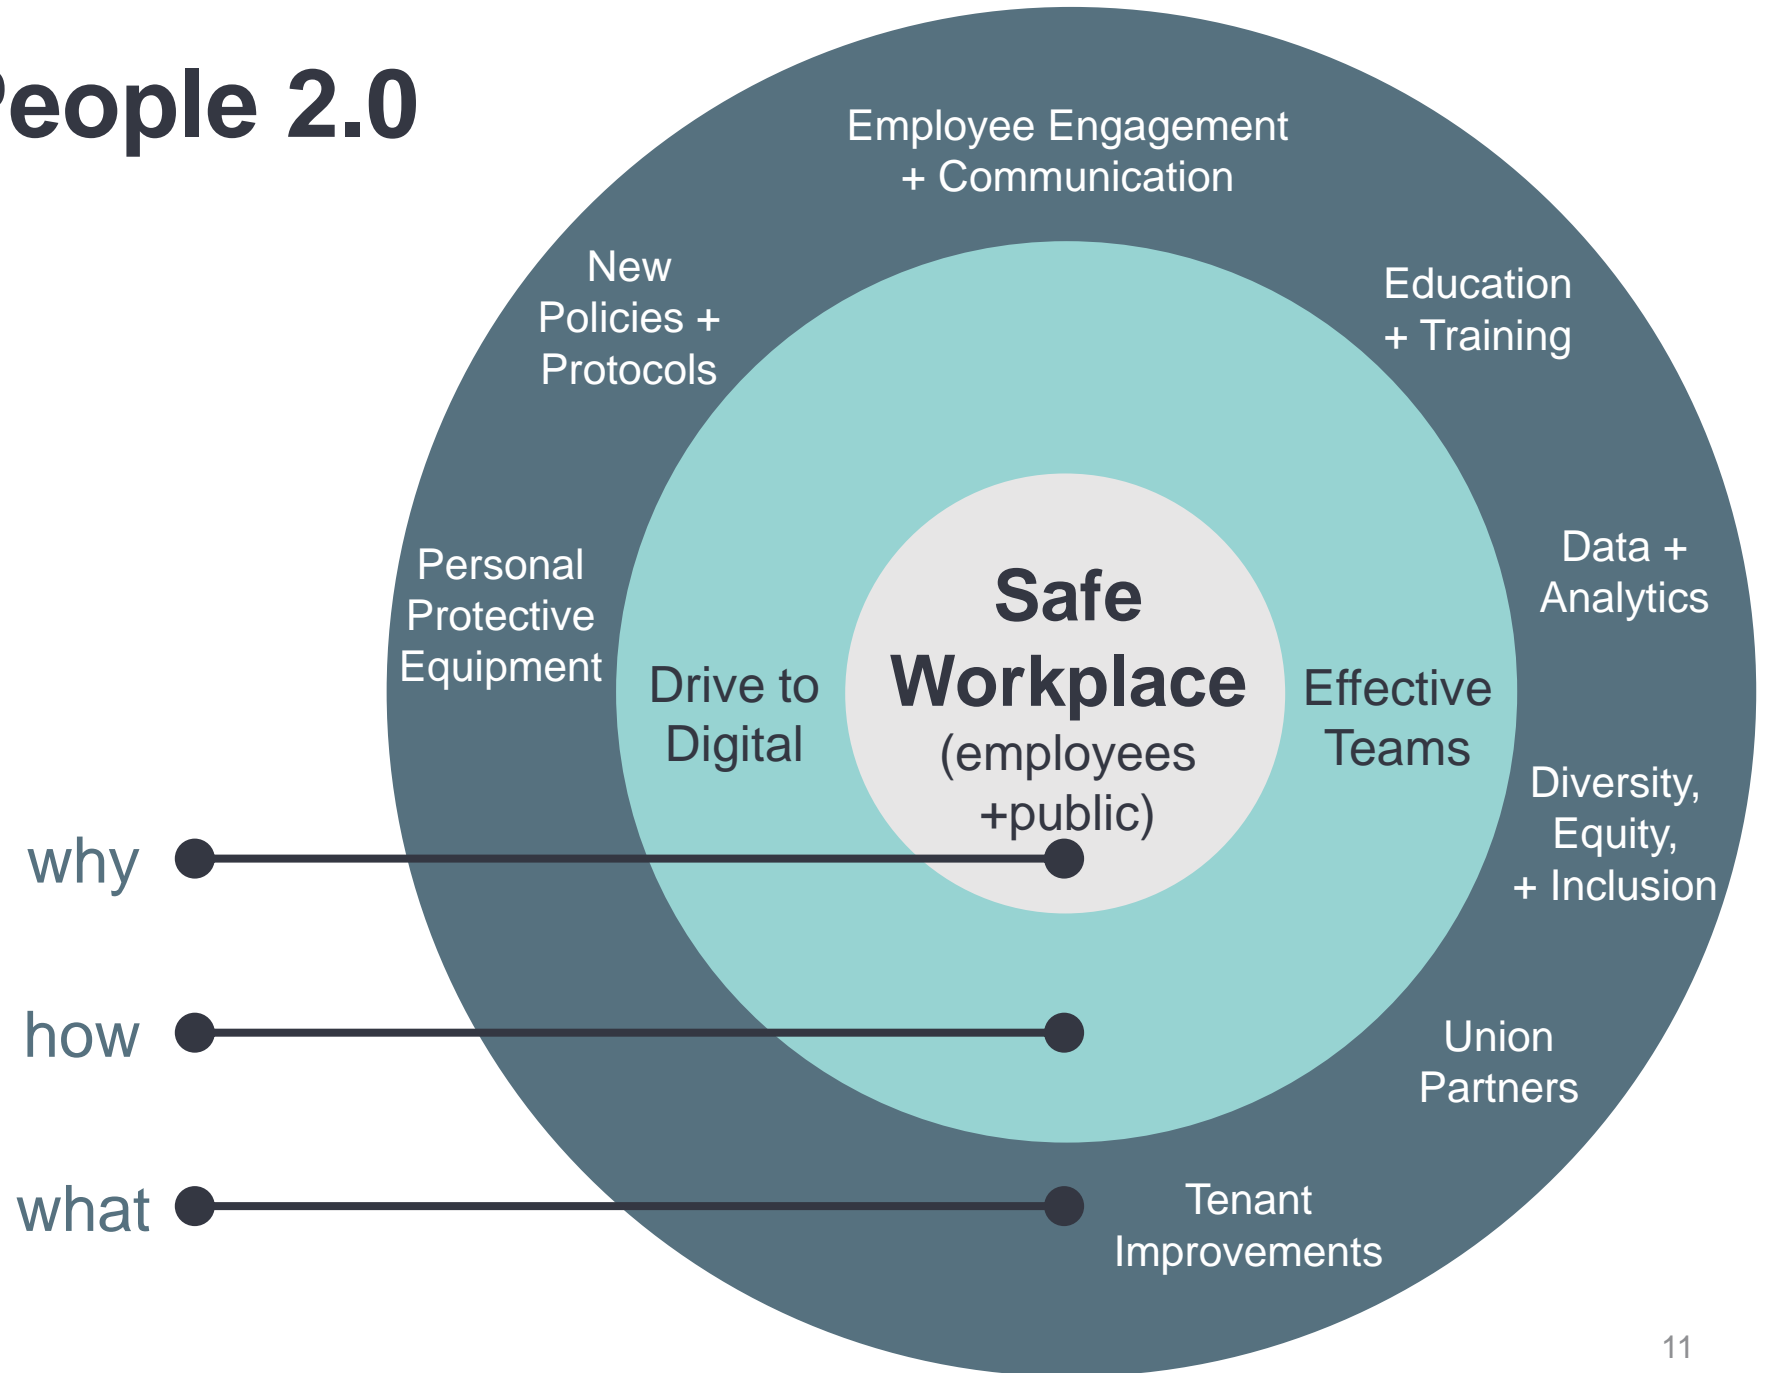 People 2.0
Employee Engagement
+ Communication
New
Policies +
Protocols
Education
+ Training
Personal
Protective
Equipment
Data +
Analytics
Safe
Workplace
(employees
+public)
Drive to
Digital
Effective
Teams
Diversity,
Equity,
+ Inclusion
why
how
Union
Partners
what
Tenant
Improvements
11